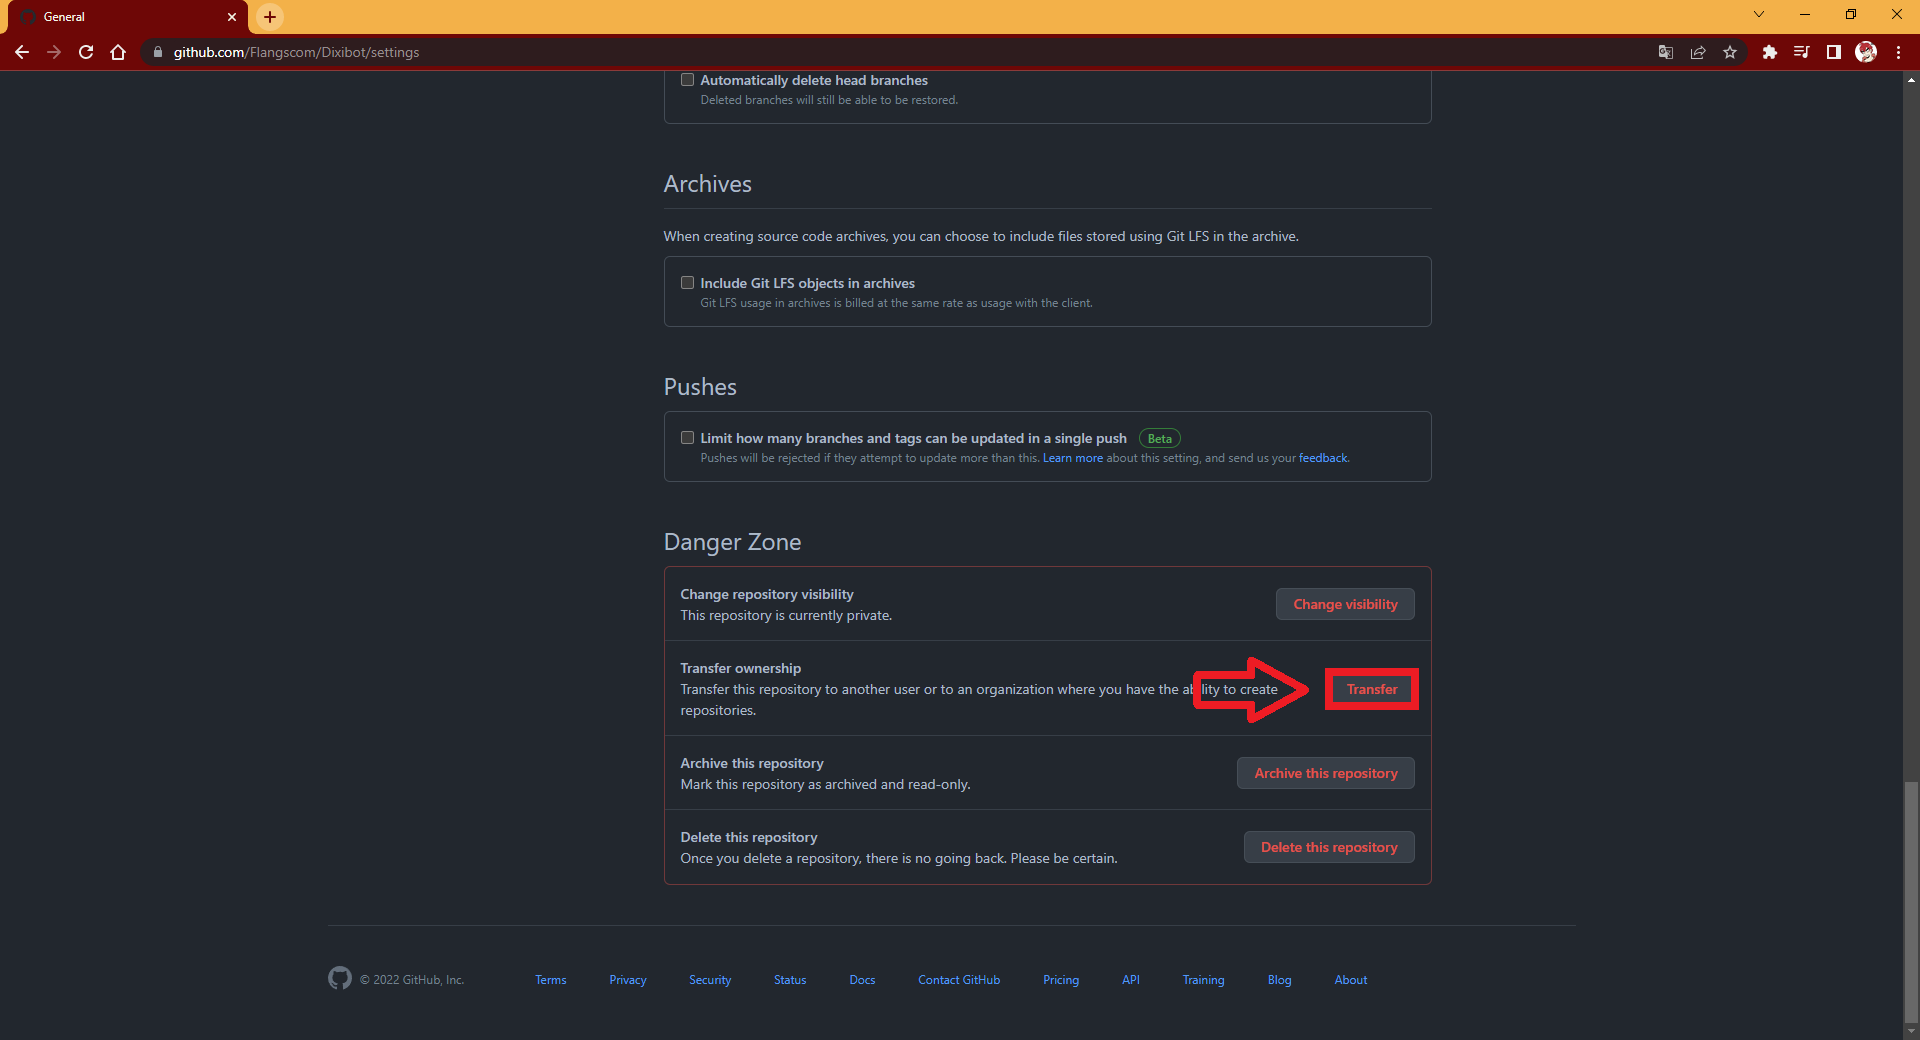 General
github.com/Flangscom/Dixibot/settings
Automatically delete head branches
Deleted branches will still be able to be restored.
Archives
When creating source code archives, you can choose to include files stored using Git LFS in the archive.
Include Git LFS objects in archives
Git LFS usage in archives is billed at the same rate as usage with the client.
Pushes
Limit how many branches and tags can be updated in a single push Beta
Pushes will be rejected if they attempt to update more than this. Learn more about this setting, and send us your feedback.
Danger Zone
Change repository visibility
This repository is currently private.
Change visibility
Transfer ownership
Transfer this repository to another user or to an organization where you have the ability to create
repositories.
Transfer
Archive this repository
Mark this repository as archived and read-only.
Archive this repository
Delete this repository
Once you delete a repository, there is no going back. Please be certain.
Delete this repository
© 2022 GitHub, Inc. Terms Privacy Security Status Docs Contact GitHub Pricing API Training Blog About